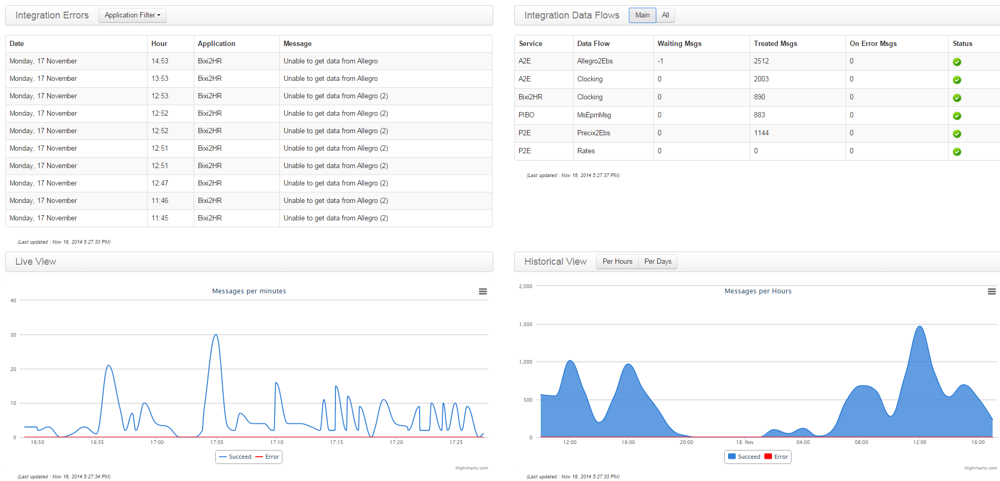 Integration Errors Application Filter
Date Hour Application Message
Monday, 17 November 14:53 Bixi2HR Unable to get data from Allegro
Monday, 17 November 13:53 Bixi2HR Unable to get data from Allegro
Monday, 17 November 12:53 Bixi2HR Unable to get data from Allegro (2)
Monday, 17 November 12:52 Bixi2HR Unable to get data from Allegro (2)
Monday, 17 November 12:52 Bixi2HR Unable to get data from Allegro (2)
Monday, 17 November 12:51 Bixi2HR Unable to get data from Allegro (2)
Monday, 17 November 12:51 Bixi2HR Unable to get data from Allegro (2)
Monday, 17 November 12:47 Bixi2HR Unable to get data from Allegro (2)
Monday, 17 November 11:46 Bixi2HR Unable to get data from Allegro (2)
Monday, 17 November 11:45 Bixi2HR Unable to get data from Allegro (2)
(Last updated : Nov 18, 2014 5:27:33 PM)
Integration Data Flows Main All
Service Data Flow Waiting Msgs Treated Msgs On Error Msgs Status
A2E Allegro2Ebs -1 2512 0
A2E Clocking 0 2003 0
Bixi2HR Clocking 0 890 0
PIBO MsEpmMsg 0 883 0
P2E Precix2Ebs 0 1144 0
P2E Rates 0 0 0
(Last updated : Nov 18, 2014 5:27:37 PM)
Live View
Messages per minutes
40
30
20
10
0
16:50 16:55 17:00 17:05 17:10 17:15 17:20 17:25
Succeed Error
Highcharts.com
(Last updated : Nov 18, 2014 5:27:34 PM)
Historical View Per Hours Per Days
Messages per Hours
2,000
1,500
1,000
500
0
12:00 16:00 20:00 18. Nov 04:00 08:00 12:00 16:00
Succeed Error
Highcharts.com
(Last updated : Nov 18, 2014 5:27:33 PM)